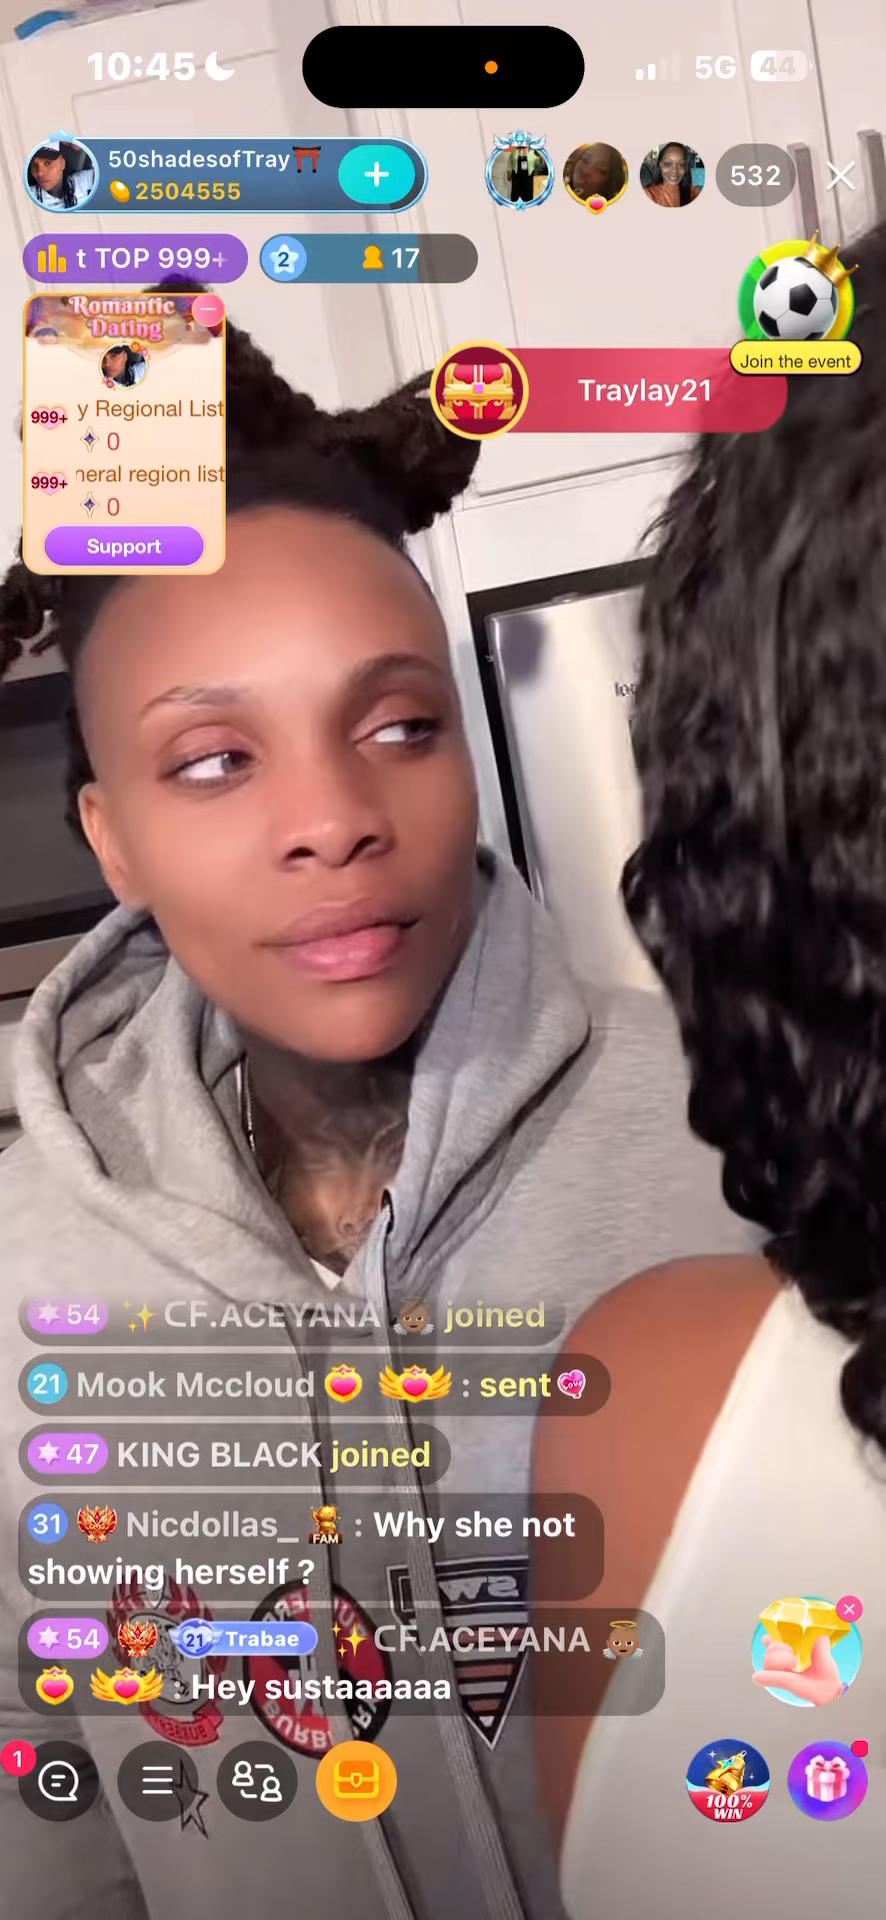 10:45
5G
44
50shadesofTray⛩️
2504555
532
t TOP 999+
2
17
Romantic
Dating
999+ y Regional List
0
999+ neral region list
0
Support
Join the event
Traylay21
54 ✨CF.ACEYANA 👼🏽 joined
21 Mook Mccloud : sent
47 KING BLACK joined
31 Nicdollas_ FAM : Why she not
showing herself ?
54 21 Trabae ✨CF.ACEYANA 👼🏽
: Hey sustaaaaaa
1
100%
WIN